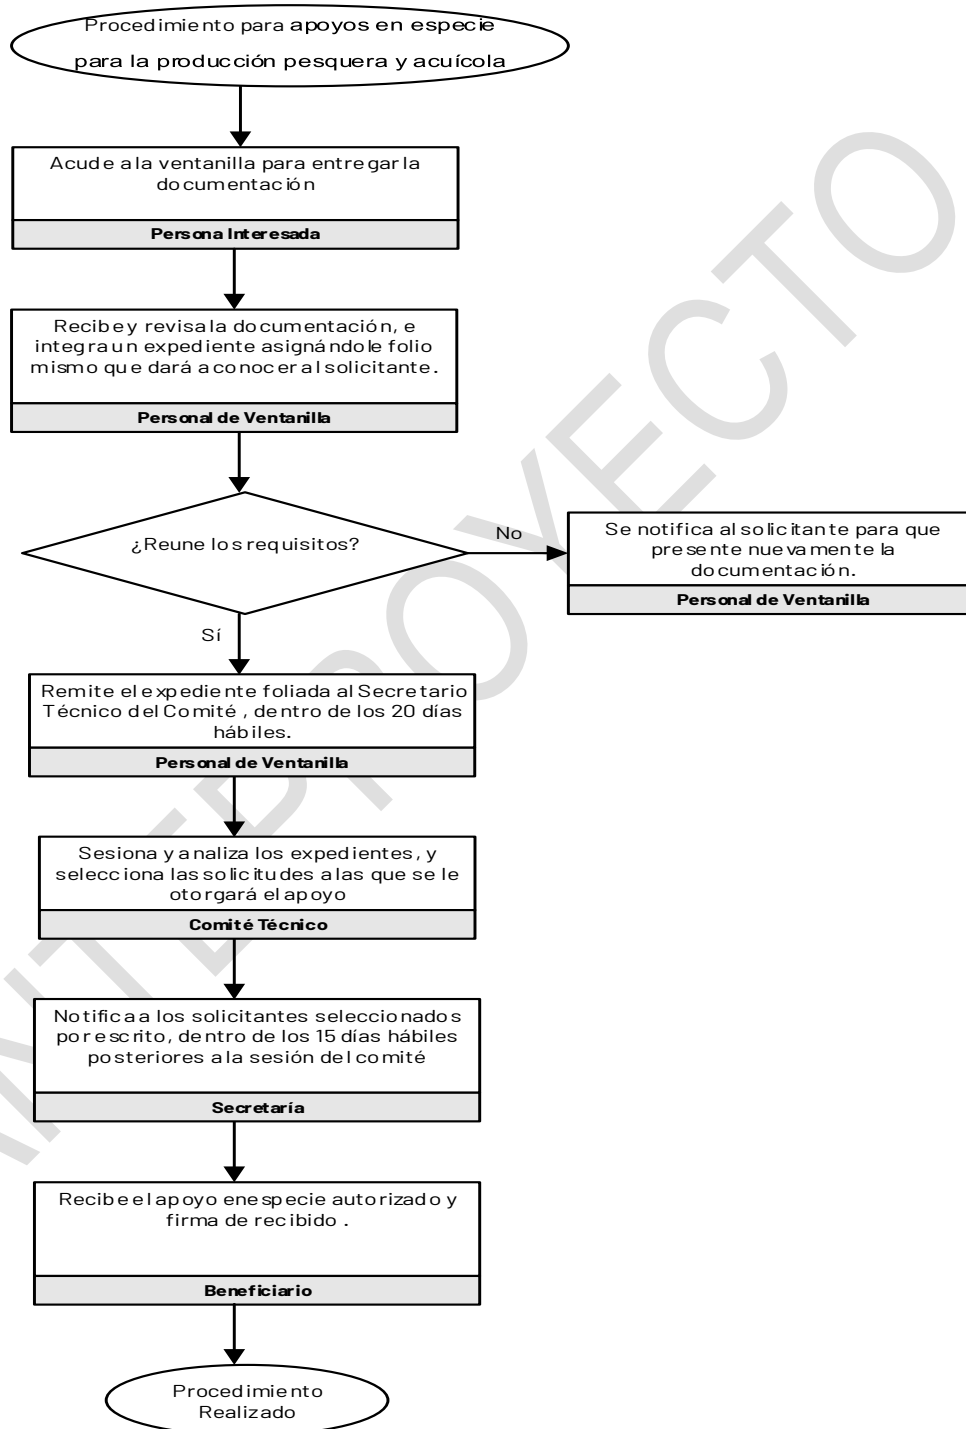 Procedimiento para apoyos en especie
para la producción pesquera y acuícola
Acude a la ventanilla para entregar la
documentación
Persona Interesada
Recibe y revisa la documentación, e
integra un expediente asignándole folio
mismo que dará a conocer al solicitante.
Personal de Ventanilla
¿Reune los requisitos?
No
Se notifica al solicitante para que
presente nuevamente la
documentación.
Personal de Ventanilla
Sí
Remite el expediente foliada al Secretario
Técnico del Comité , dentro de los 20 días
hábiles.
Personal de Ventanilla
Sesiona y analiza los expedientes, y
selecciona las solicitudes a las que se le
otorgará el apoyo
Comité Técnico
Notifica a los solicitantes seleccionados
por escrito, dentro de los 15 días hábiles
posteriores a la sesión del comité
Secretaría
Recibe el apoyo enespecie autorizado y
firma de recibido .
Beneficiario
Procedimiento
Realizado
ANTEPROYECTO